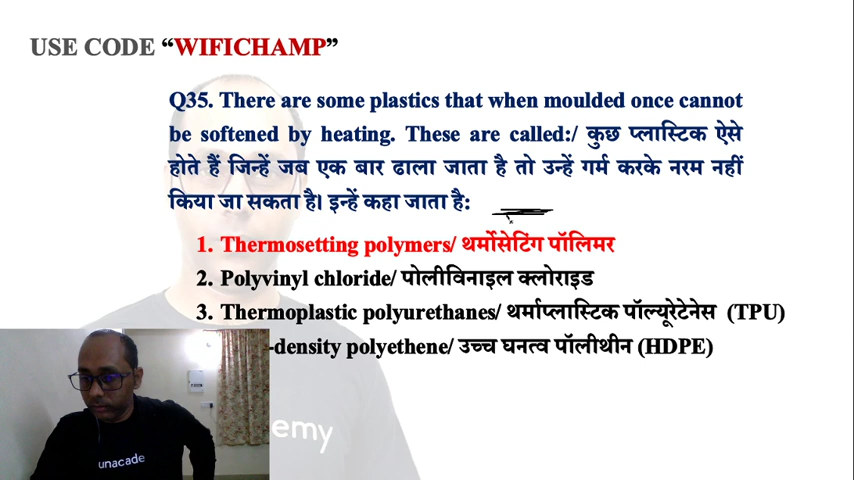 USE CODE “WIFICHAMP”
Q35. There are some plastics that when moulded once cannot
be softened by heating. These are called:/ कुछ प्लास्टिक ऐसे
होते हैं जिन्हें जब एक बार ढाला जाता है तो उन्हें गर्म करके नरम नहीं
किया जा सकता है। इन्हें कहा जाता है:
1. Thermosetting polymers/ थर्मोसेटिंग पॉलिमर
2. Polyvinyl chloride/ पोलीविनाइल क्लोराइड
3. Thermoplastic polyurethanes/ थर्माप्लास्टिक पॉल्यूरेटेनेस (TPU)
-density polyethene/ उच्च घनत्व पॉलीथीन (HDPE)
emy
unacade